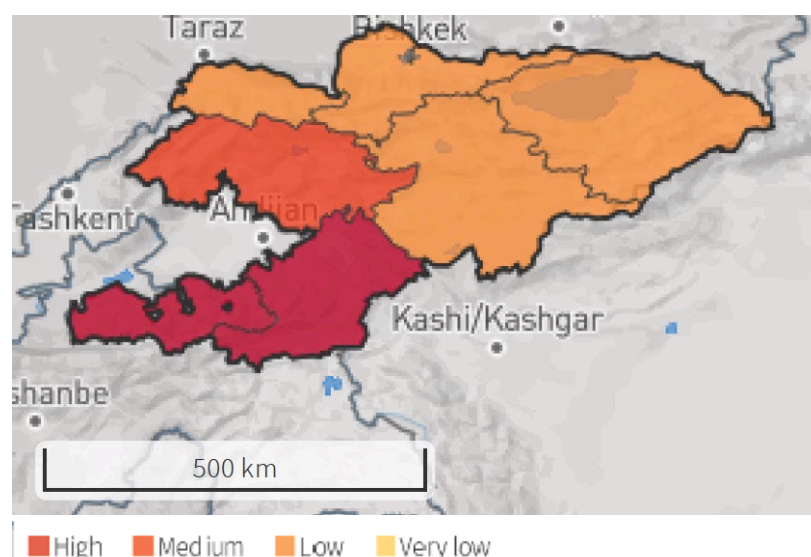 Taraz
Bishkek
Tashkent
Andijan
Kashi/Kashgar
shanbe
500 km
High Medium Low Very low